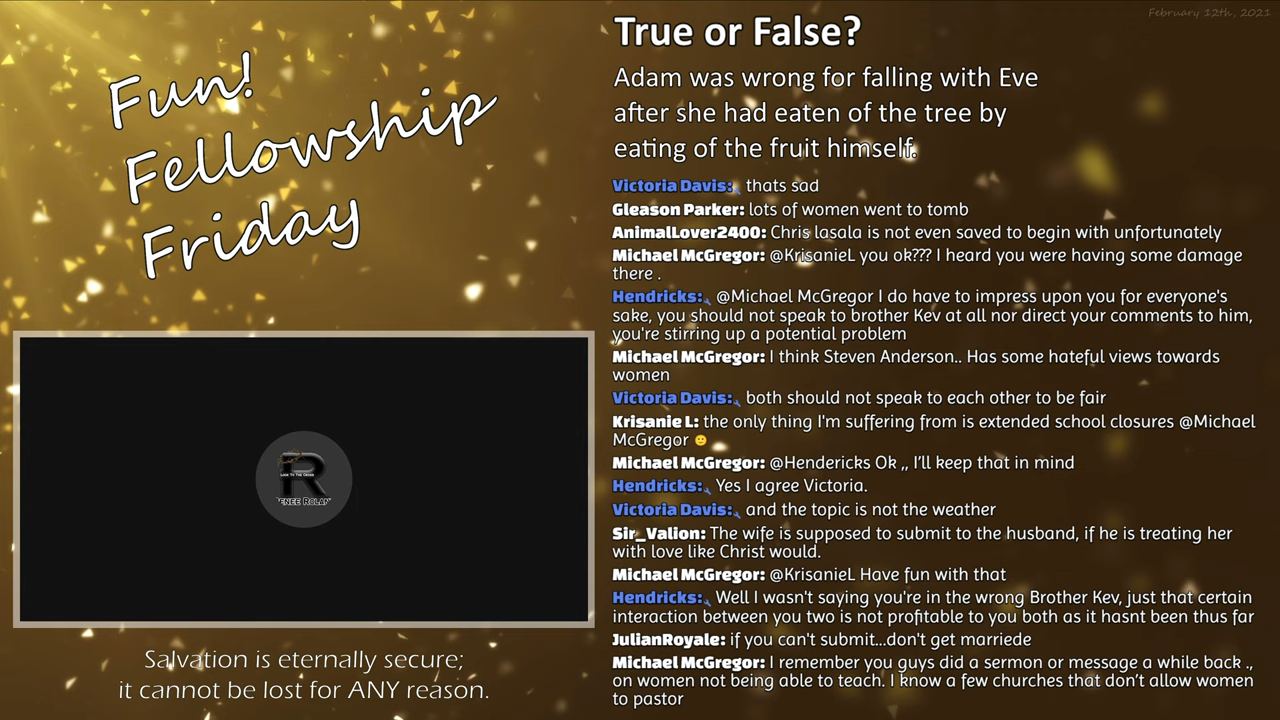 February 12th, 2021
Fun!
Fellowship
Friday
True or False?
Adam was wrong for falling with Eve
after she had eaten of the tree by
eating of the fruit himself.
Victoria Davis: thats sad
Gleason Parker: lots of women went to tomb
AnimalLover2400: Chris lasala is not even saved to begin with unfortunately
Michael McGregor: @KrisanieL you ok??? I heard you were having some damage
there .
Hendricks: @Michael McGregor I do have to impress upon you for everyone's
sake, you should not speak to brother Kev at all nor direct your comments to him,
you're stirring up a potential problem
Michael McGregor: I think Steven Anderson.. Has some hateful views towards
women
Victoria Davis: both should not speak to each other to be fair
Krisanie L: the only thing I'm suffering from is extended school closures @Michael
McGregor 🙂
Michael McGregor: @Hendericks Ok ,, I'll keep that in mind
Hendricks: Yes I agree Victoria.
Victoria Davis: and the topic is not the weather
Sir_Valion: The wife is supposed to submit to the husband, if he is treating her
with love like Christ would.
Michael McGregor: @KrisanieL Have fun with that
Hendricks: Well I wasn't saying you're in the wrong Brother Kev, just that certain
interaction between you two is not profitable to you both as it hasnt been thus far
JulianRoyale: if you can't submit...don't get marriede
Michael McGregor: I remember you guys did a sermon or message a while back .,
on women not being able to teach. I know a few churches that don't allow women
to pastor
R
Look To The Cross
Salvation is eternally secure;
it cannot be lost for ANY reason.